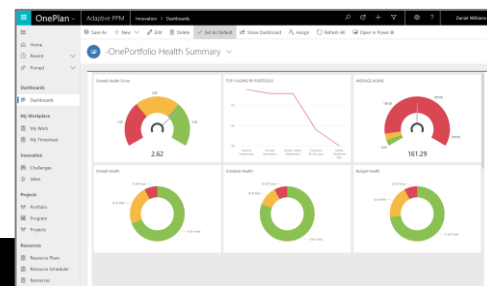 OnePlan
Adaptive PPM
Innovation > Dashboards
Daniel Williams
Save As
New
Edit
Delete
Set As Default
Share Dashboard
Assign
Refresh All
Open in Power BI
Home
Recent
Pinned
-OnePortfolio Health Summary
Dashboards
Dashboards
My Workplace
My Work
My Timesheet
Innovation
Challenges
Ideas
Projects
Portfolio
Program
Projects
Resources
Resource Plans
Resource Scheduler
Resources
Overall Health Score
2.62
TOP 5 AGING BY PORTFOLIO
AVERAGE AGING
161.29
Overall Health
Schedule Health
Budget Health